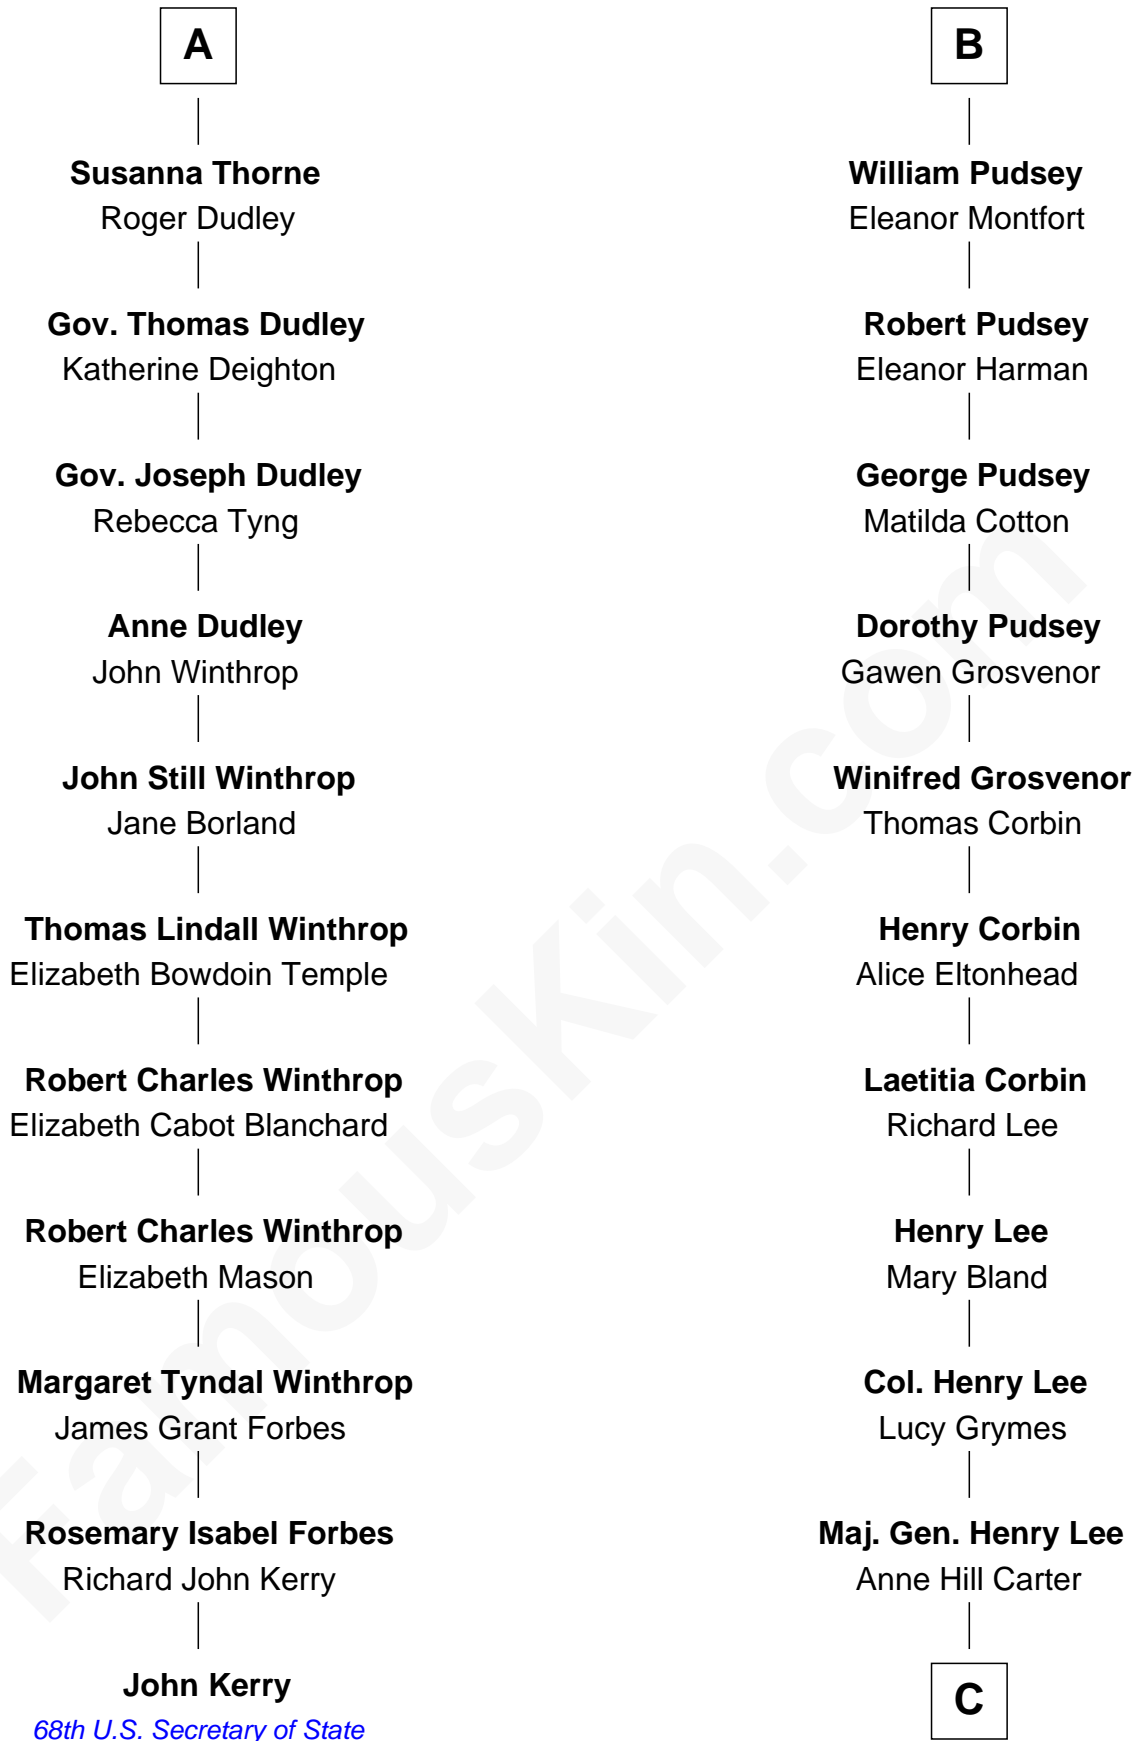 A
Susanna Thorne
Roger Dudley
Gov. Thomas Dudley
Katherine Deighton
Gov. Joseph Dudley
Rebecca Tyng
Anne Dudley
John Winthrop
John Still Winthrop
Jane Borland
Thomas Lindall Winthrop
Elizabeth Bowdoin Temple
Robert Charles Winthrop
Elizabeth Cabot Blanchard
Robert Charles Winthrop
Elizabeth Mason
Margaret Tyndal Winthrop
James Grant Forbes
Rosemary Isabel Forbes
Richard John Kerry
John Kerry
68th U.S. Secretary of State
B
William Pudsey
Eleanor Montfort
Robert Pudsey
Eleanor Harman
George Pudsey
Matilda Cotton
Dorothy Pudsey
Gawen Grosvenor
Winifred Grosvenor
Thomas Corbin
Henry Corbin
Alice Eltonhead
Laetitia Corbin
Richard Lee
Henry Lee
Mary Bland
Col. Henry Lee
Lucy Grymes
Maj. Gen. Henry Lee
Anne Hill Carter
C
FamousKin.com